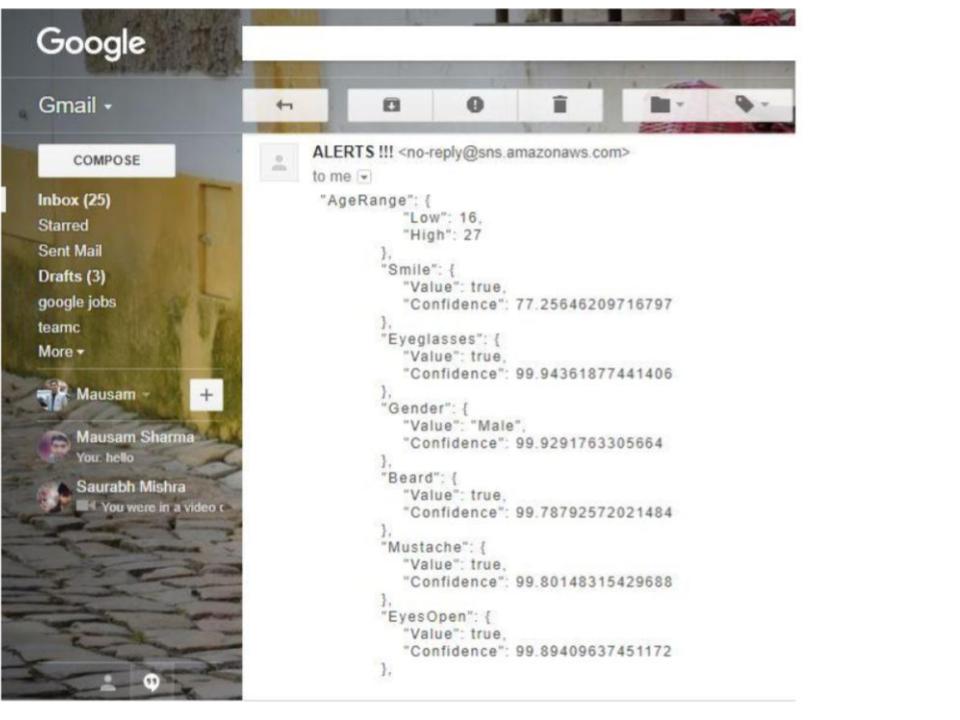 Google
Gmail
COMPOSE
Inbox (25)
Starred
Sent Mail
Drafts (3)
google jobs
teamc
More
Mausam
+
Mausam Sharma
You: hello
Saurabh Mishra
You were in a video c
ALERTS !!! <no-reply@sns.amazonaws.com>
to me
"AgeRange": {
"Low": 16,
"High": 27
},
"Smile": {
"Value": true,
"Confidence": 77.25646209716797
},
"Eyeglasses": {
"Value": true,
"Confidence": 99.94361877441406
},
"Gender": {
"Value": "Male",
"Confidence": 99.9291763305664
},
"Beard": {
"Value": true,
"Confidence": 99.78792572021484
},
"Mustache": {
"Value": true,
"Confidence": 99.80148315429688
},
"EyesOpen": {
"Value": true,
"Confidence": 99.89409637451172
},